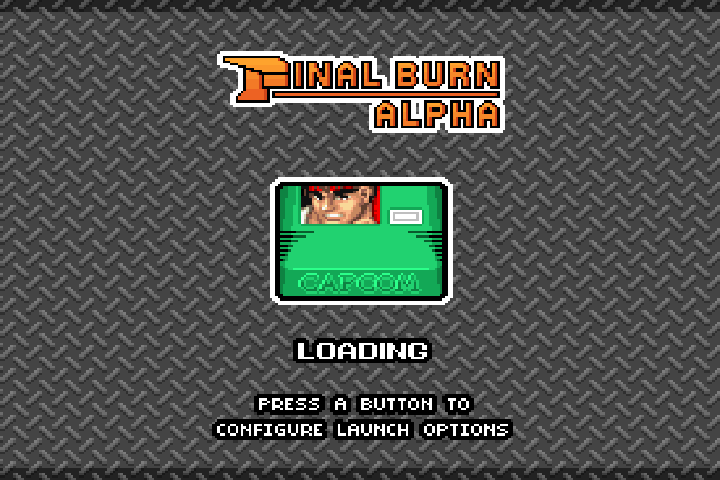 FINAL BURN
ALPHA
CAPCOM
LOADING
PRESS A BUTTON TO
CONFIGURE LAUNCH OPTIONS